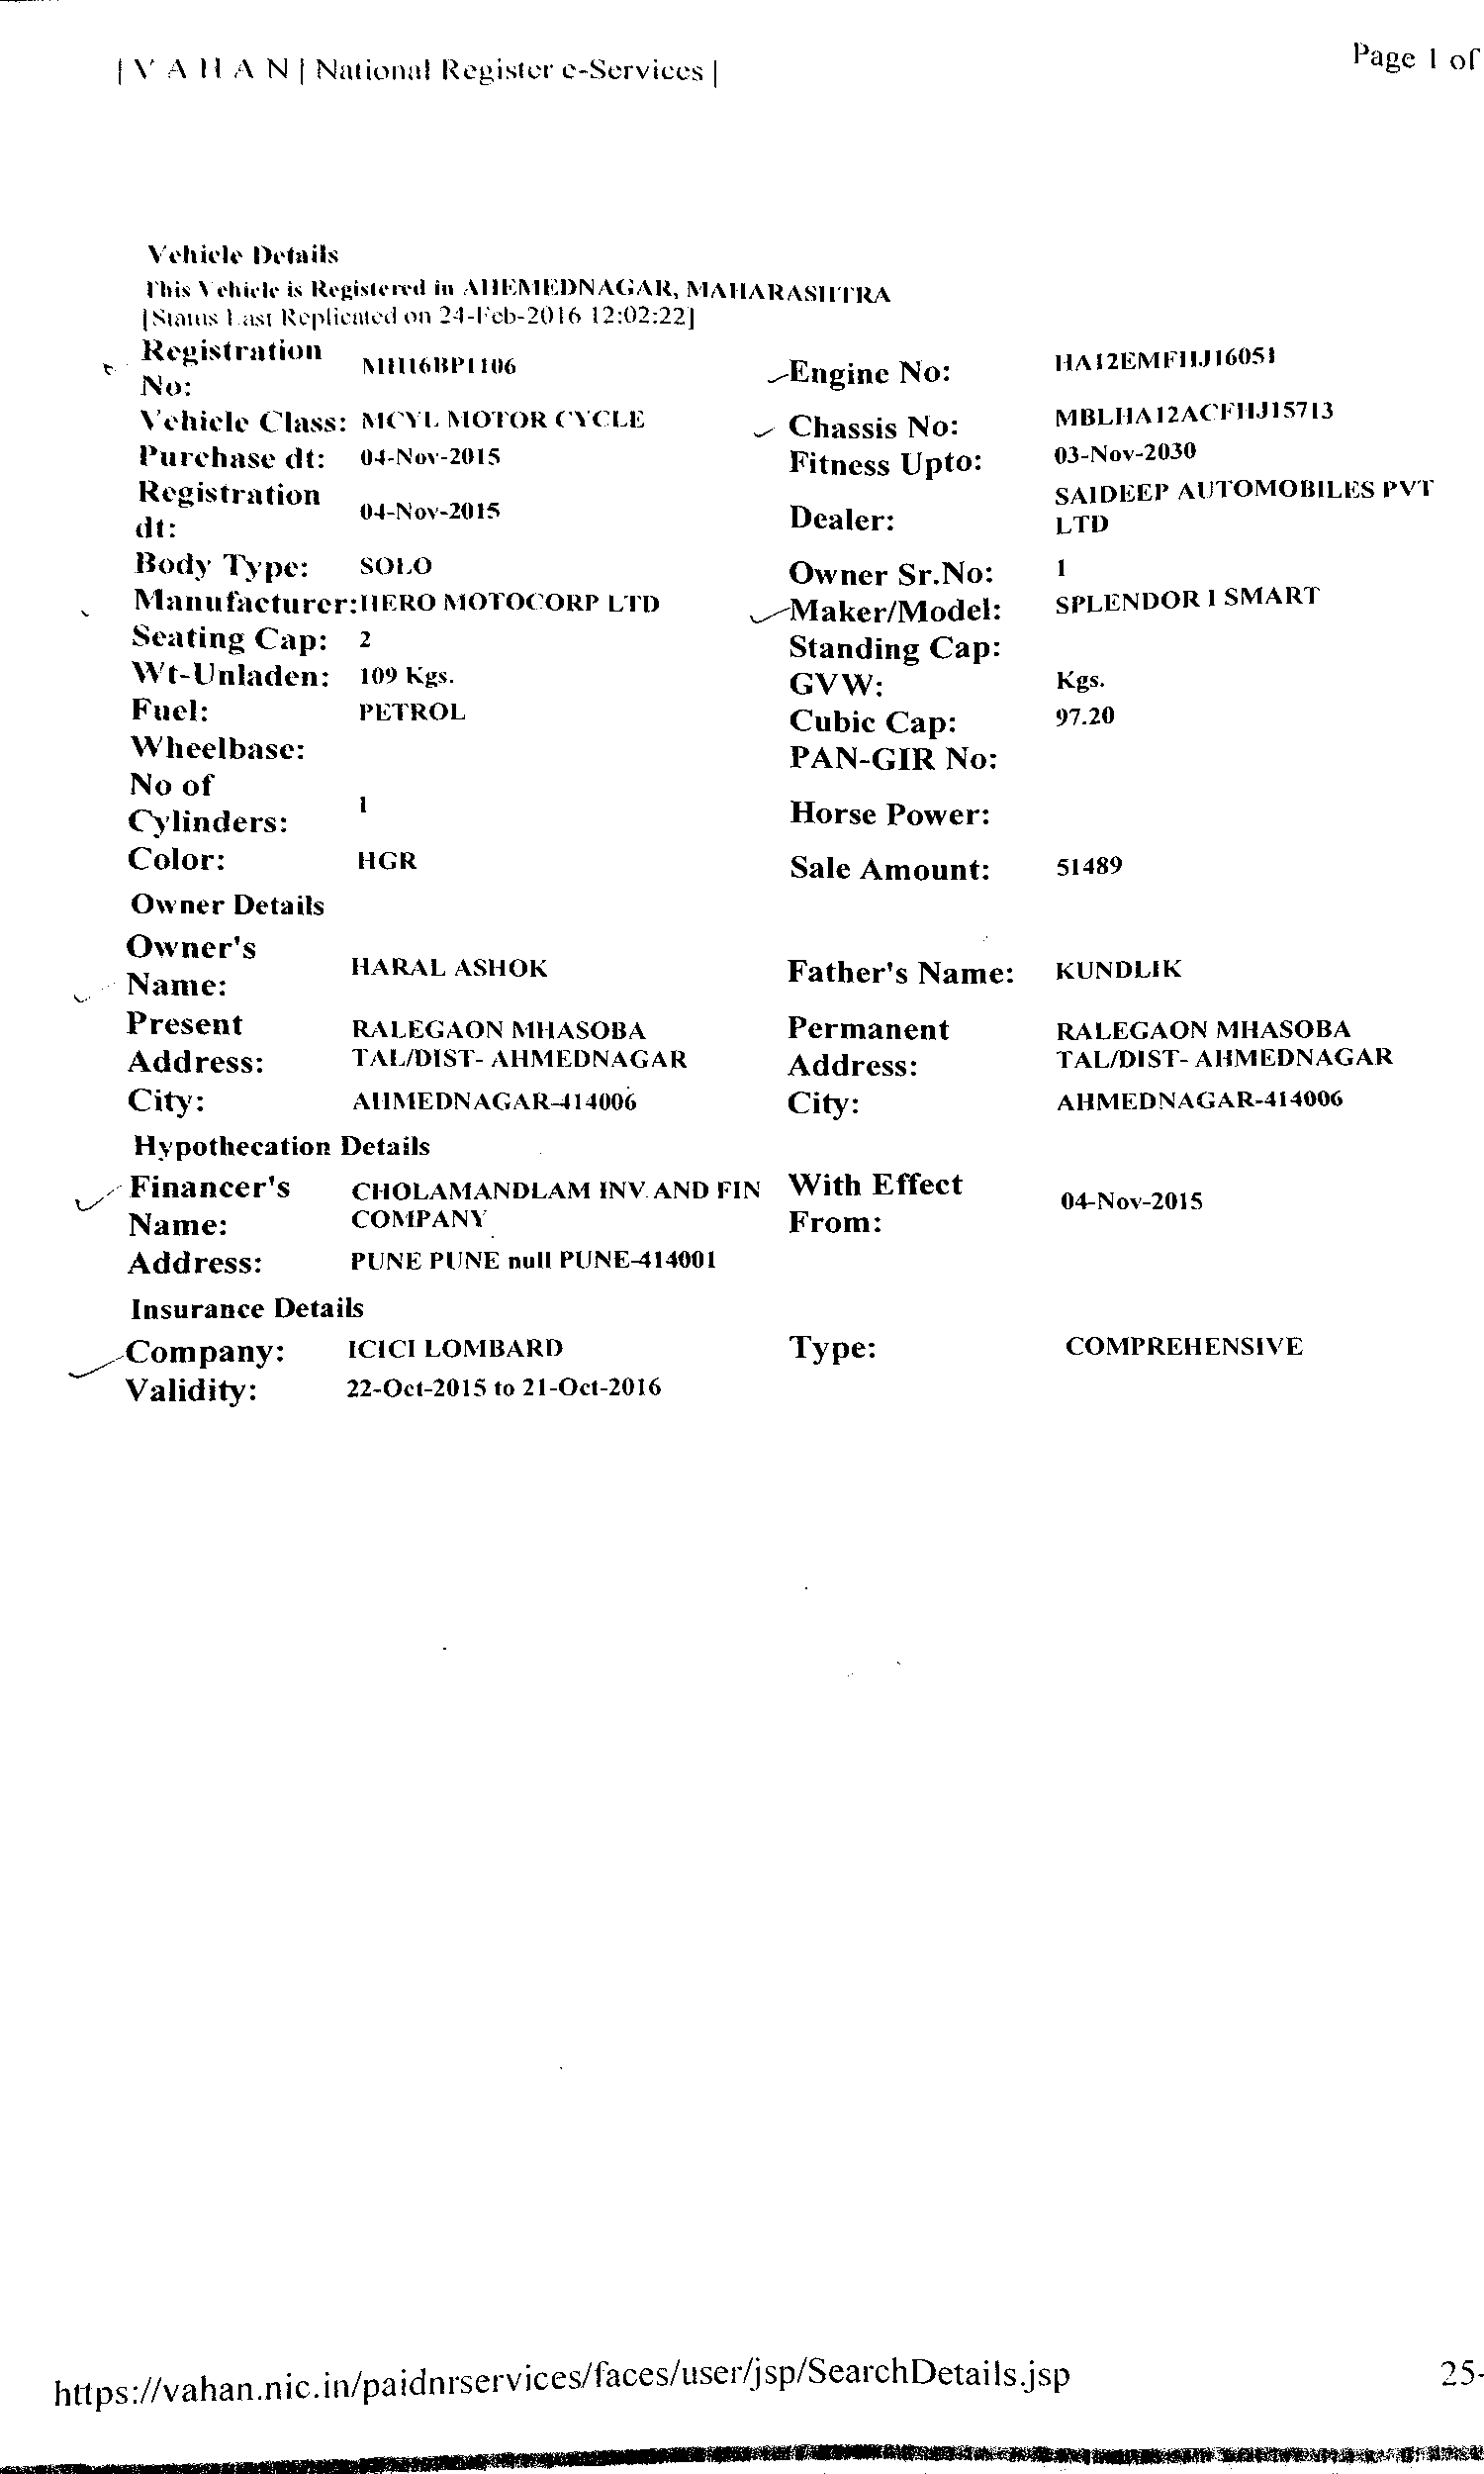 | V A H A N | National Register e-Services |
Page 1 of
Vehicle Details
This Vehicle is Registered in AHEMEDNAGAR, MAHARASHTRA
[Status Last Replicated on 24-Feb-2016 12:02:22]
Registration No: MH16BP1106 Engine No: HA12EMFHJ16051
Vehicle Class: MCYL MOTOR CYCLE Chassis No: MBLHA12ACFHJ15713
Purchase dt: 04-Nov-2015 Fitness Upto: 03-Nov-2030
Registration dt: 04-Nov-2015 Dealer: SAIDEEP AUTOMOBILES PVT LTD
Body Type: SOLO Owner Sr.No: 1
Manufacturer: HERO MOTOCORP LTD Maker/Model: SPLENDOR I SMART
Seating Cap: 2 Standing Cap:
Wt-Unladen: 109 Kgs. GVW: Kgs.
Fuel: PETROL Cubic Cap: 97.20
Wheelbase: PAN-GIR No:
No of Cylinders: 1 Horse Power:
Color: HGR Sale Amount: 51489
Owner Details
Owner's Name: HARAL ASHOK Father's Name: KUNDLIK
Present Address: RALEGAON MHASOBA TAL/DIST- AHMEDNAGAR Permanent Address: RALEGAON MHASOBA TAL/DIST- AHMEDNAGAR
City: AHMEDNAGAR-414006 City: AHMEDNAGAR-414006
Hypothecation Details
Financer's Name: CHOLAMANDLAM INV. AND FIN COMPANY With Effect From: 04-Nov-2015
Address: PUNE PUNE null PUNE-414001
Insurance Details
Company: ICICI LOMBARD Type: COMPREHENSIVE
Validity: 22-Oct-2015 to 21-Oct-2016
https://vahan.nic.in/paidnrservices/faces/user/jsp/SearchDetails.jsp
25-